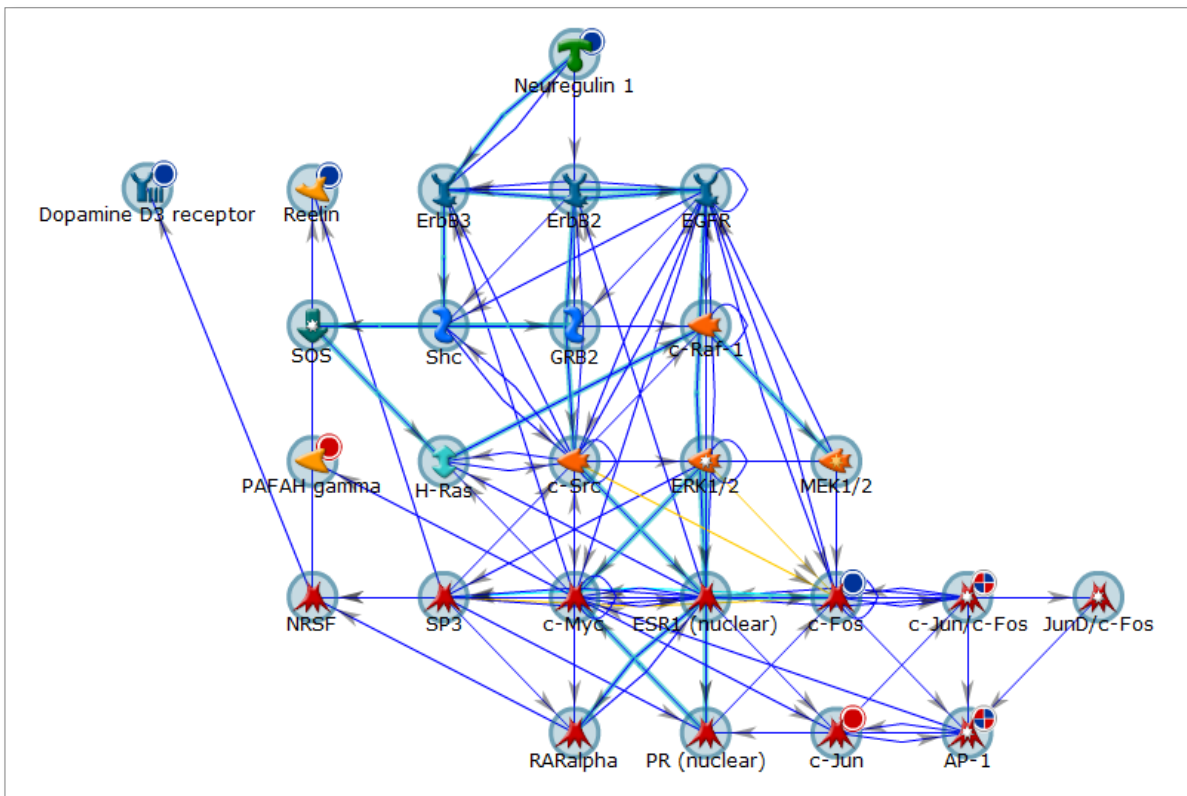 Neuregulin 1
Dopamine D3 receptor
Reelin
ErbB3
ErbB2
EGFR
SOS
Shc
GRB2
c-Raf-1
PAFAH gamma
H-Ras
c-Src
ERK1/2
MEK1/2
NRSF
SP3
c-Myc
ESR1 (nuclear)
c-Fos
c-Jun/c-Fos
JunD/c-Fos
RARalpha
PR (nuclear)
c-Jun
AP-1